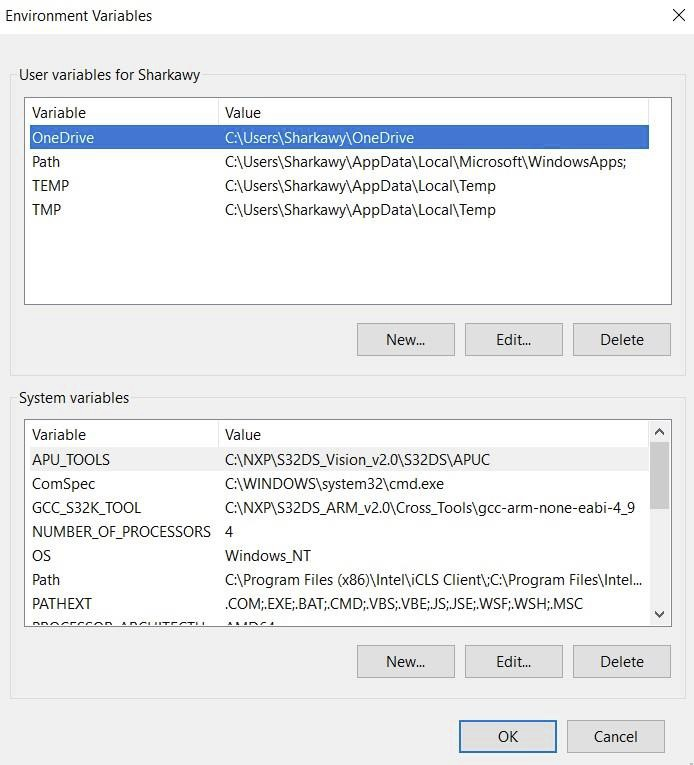 Environment Variables
User variables for Sharkawy
Variable Value
OneDrive C:\Users\Sharkawy\OneDrive
Path C:\Users\Sharkawy\AppData\Local\Microsoft\WindowsApps;
TEMP C:\Users\Sharkawy\AppData\Local\Temp
TMP C:\Users\Sharkawy\AppData\Local\Temp
New... Edit... Delete
System variables
Variable Value
APU_TOOLS C:\NXP\S32DS_Vision_v2.0\S32DS\APUC
ComSpec C:\WINDOWS\system32\cmd.exe
GCC_S32K_TOOL C:\NXP\S32DS_ARM_v2.0\Cross_Tools\gcc-arm-none-eabi-4_9
NUMBER_OF_PROCESSORS 4
OS Windows_NT
Path C:\Program Files (x86)\Intel\iCLS Client\;C:\Program Files\Intel...
PATHEXT .COM;.EXE;.BAT;.CMD;.VBS;.VBE;.JS;.JSE;.WSF;.WSH;.MSC
PROCESSOR_ARCHITECTU... AMD64
New... Edit... Delete
OK Cancel